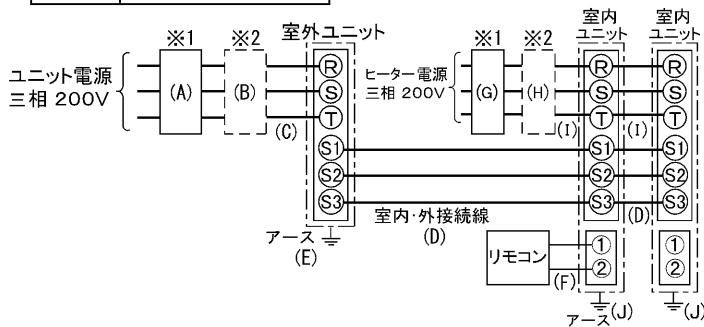 ※1 ※2 室外ユニット
ユニット電源
三相 200V
(A) (B) (C)
R
S
T
S1
S2
S3
アース
(E)
室内・外接続線
(D)
※1 ※2
ヒーター電源
三相 200V
(G) (H) (I) (I)
室内
ユニット
R
S
T
S1
S2
S3
室内
ユニット
R
S
T
S1
S2
S3
(D)
リモコン
(F)
①
②
①
②
アース
(J)
(J)